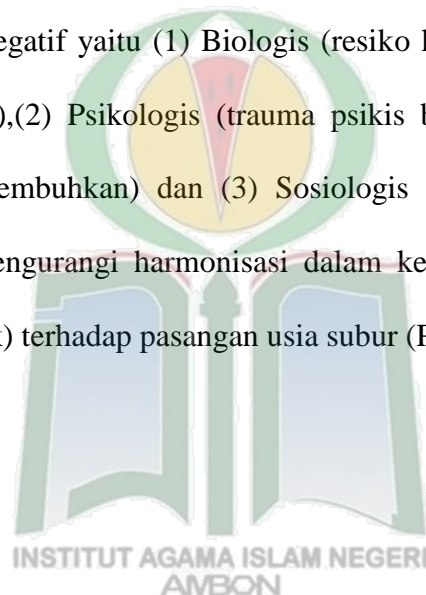 egatif yaitu (1) Biologis (resiko
),(2) Psikologis (trauma psikis
embuhkan) dan (3) Sosiologis
engurangi harmonisasi dalam
) terhadap pasangan usia subur
INSTITUT AGAMA ISLAM NEGERI
AMBON